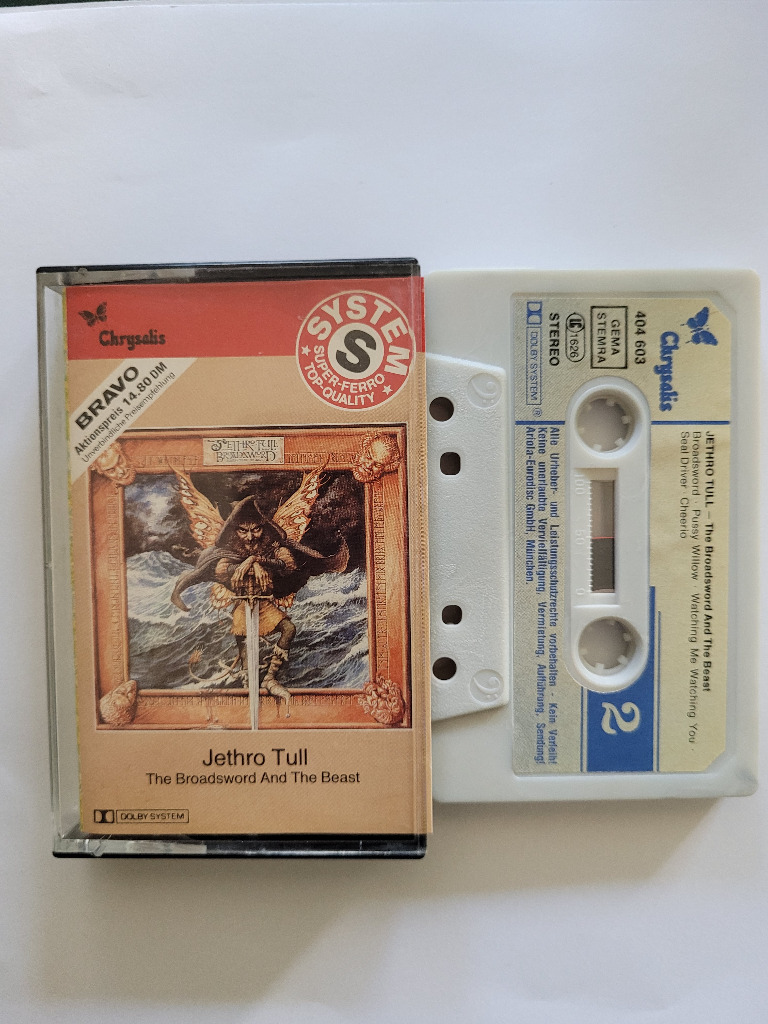 Chrysalis
SYSTEM
S
SUPER-FERRO
★ TOP-QUALITY ★
BRAVO
Aktionspreis 14.80 DM
Unverbindliche Preisempfehlung
JETHRO TULL
BROADSWORD
Jethro Tull
The Broadsword And The Beast
DOLBY SYSTEM
Chrysalis
404 603
GEMA
STEMRA
LC 1626
STEREO
DOLBY SYSTEM ®
JETHRO TULL – The Broadsword And The Beast
Broadsword · Pussy Willow · Watching Me Watching You ·
Seal Driver · Cheerio
100 50 0
2
Alle Urheber- und Leistungsschutzrechte vorbehalten · Kein Verleih!
Keine unerlaubte Vervielfältigung, Vermietung, Aufführung, Sendung!
Ariola-Eurodisc GmbH, München.